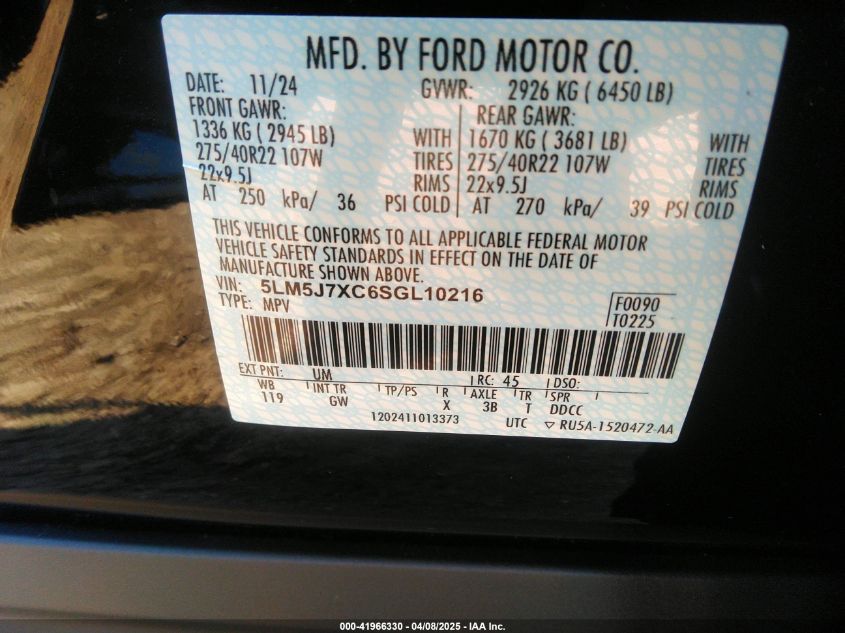 MFD. BY FORD MOTOR CO.
DATE: 11/24 GVWR: 2926 KG ( 6450 LB)
FRONT GAWR: REAR GAWR:
1336 KG ( 2945 LB) WITH 1670 KG ( 3681 LB) WITH
275/40R22 107W TIRES 275/40R22 107W TIRES
22x9.5J RIMS 22x9.5J RIMS
AT 250 kPa/ 36 PSI COLD AT 270 kPa/ 39 PSI COLD
THIS VEHICLE CONFORMS TO ALL APPLICABLE FEDERAL MOTOR
VEHICLE SAFETY STANDARDS IN EFFECT ON THE DATE OF
MANUFACTURE SHOWN ABOVE.
VIN: 5LM5J7XC6SGL10216
TYPE: MPV
F0090
T0225
EXT PNT: UM RC: 45 DSO:
WB INT TR TP/PS R AXLE TR SPR
119 GW X 3B T DDCC
1202411013373 UTC ▽ RU5A-1520472-AA
000-41966330 - 04/08/2025 - IAA Inc.